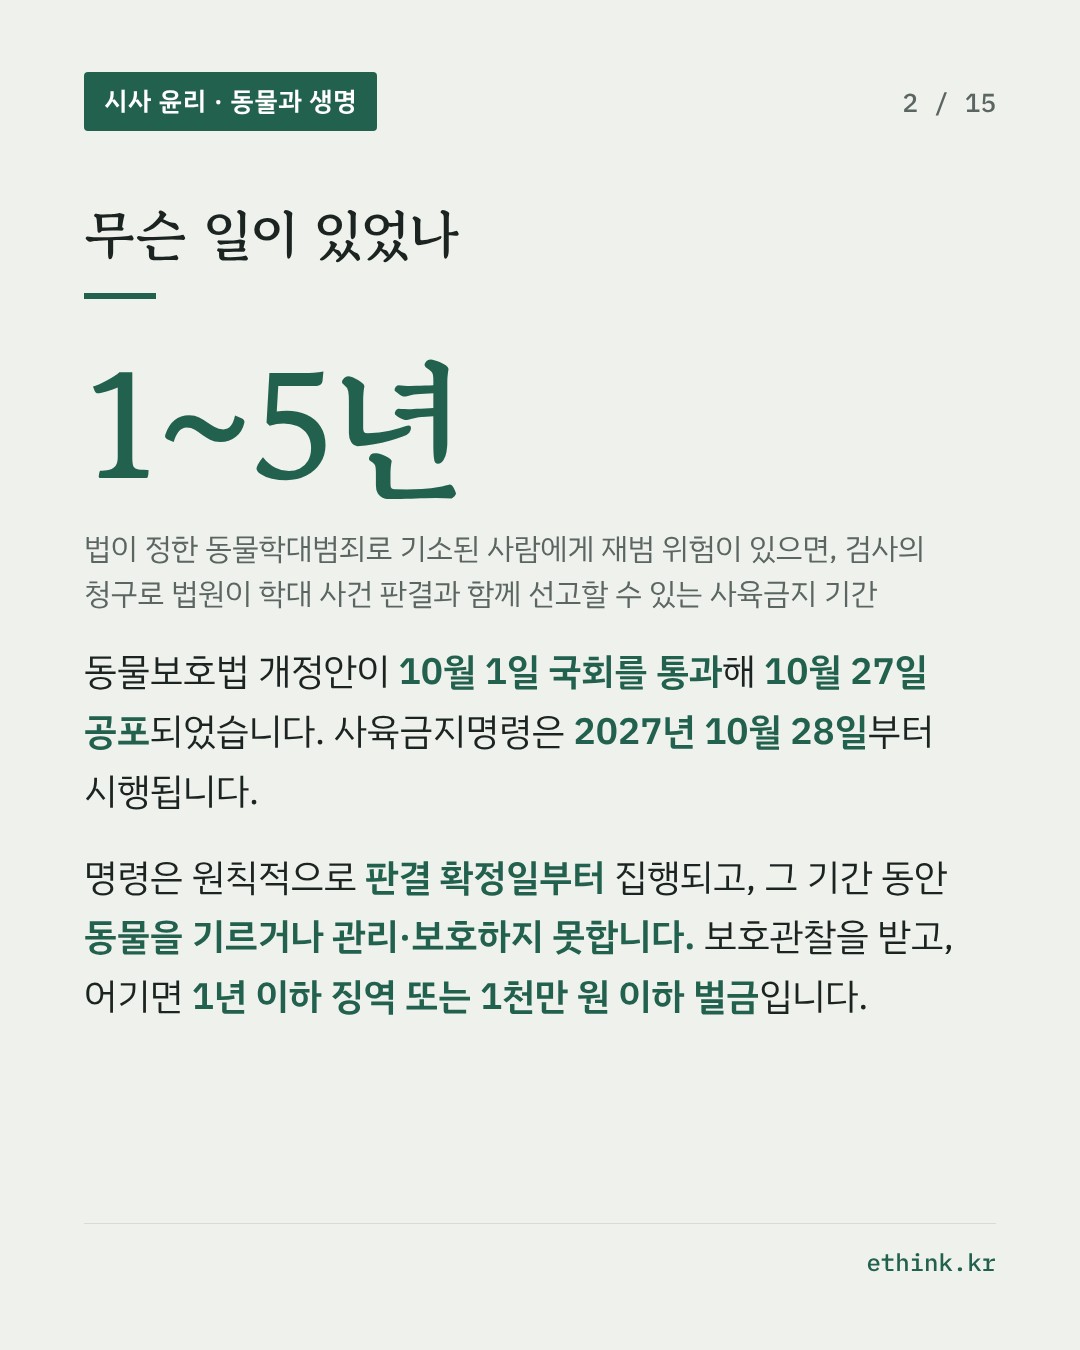 시사 윤리 · 동물과 생명
2 / 15
무슨 일이 있었나
1~5년
법이 정한 동물학대범죄로 기소된 사람에게 재범 위험이 있으면, 검사의
청구로 법원이 학대 사건 판결과 함께 선고할 수 있는 사육금지 기간
동물보호법 개정안이 10월 1일 국회를 통과해 10월 27일
공포되었습니다. 사육금지명령은 2027년 10월 28일부터
시행됩니다.
명령은 원칙적으로 판결 확정일부터 집행되고, 그 기간 동안
동물을 기르거나 관리·보호하지 못합니다. 보호관찰을 받고,
어기면 1년 이하 징역 또는 1천만 원 이하 벌금입니다.
ethink.kr